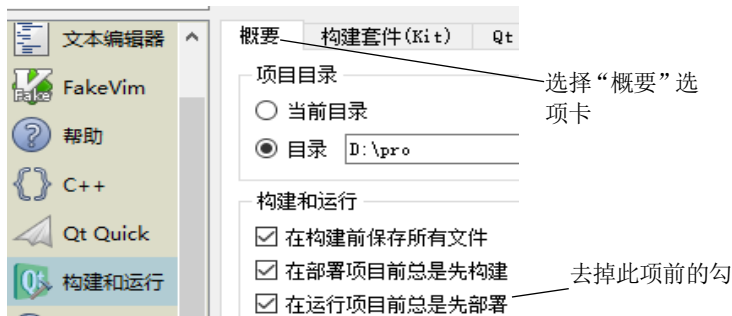 文本编辑器
FakeVim
Fake
帮助
C++
Qt Quick
Qt
构建和运行
概要
构建套件(Kit)
Qt
项目目录
当前目录
目录
D:\pro
构建和运行
在构建前保存所有文件
在部署项目前总是先构建
在运行项目前总是先部署
选择“概要”选
项卡
去掉此项前的勾